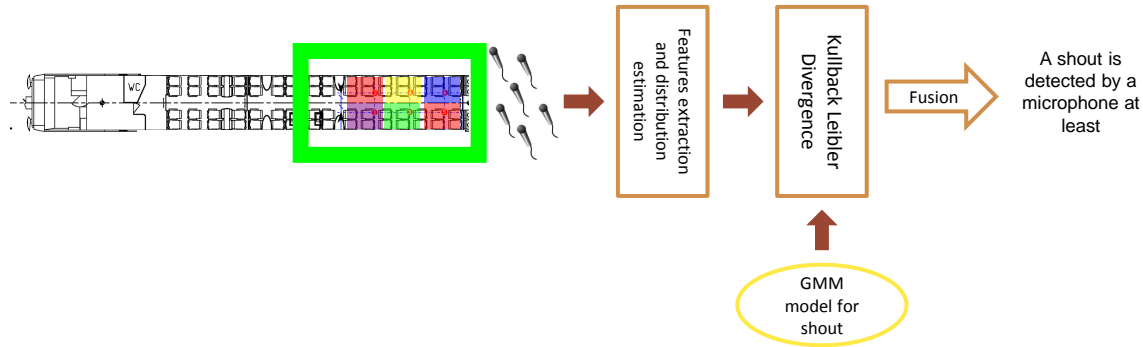 WC
Features extraction
and distribution
estimation
Kullback Leibler
Divergence
Fusion
A shout is
detected by a
microphone at
least
GMM
model for
shout